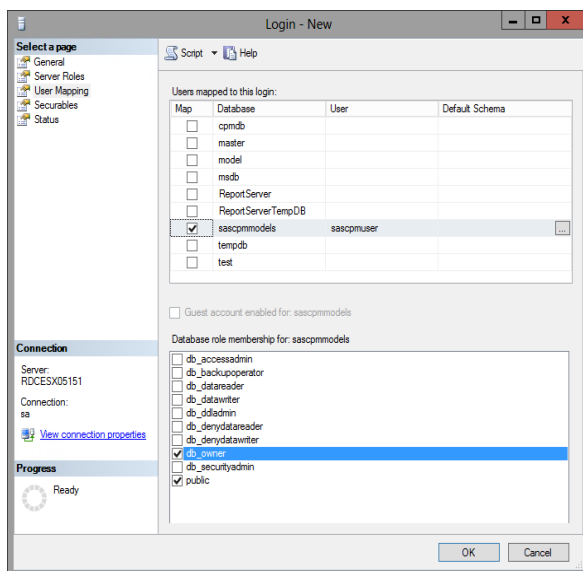 Login - New
Select a page
General
Server Roles
User Mapping
Securables
Status
Script Help
Users mapped to this login:
Map Database User Default Schema
cpmdb
master
model
msdb
ReportServer
ReportServerTempDB
sascpmmodels sascpmuser ...
tempdb
test
Guest account enabled for: sascpmmodels
Database role membership for: sascpmmodels
db_accessadmin
db_backupoperator
db_datareader
db_datawriter
db_ddladmin
db_denydatareader
db_denydatawriter
db_owner
db_securityadmin
public
Connection
Server:
RDCESX05151
Connection:
sa
View connection properties
Progress
Ready
OK Cancel